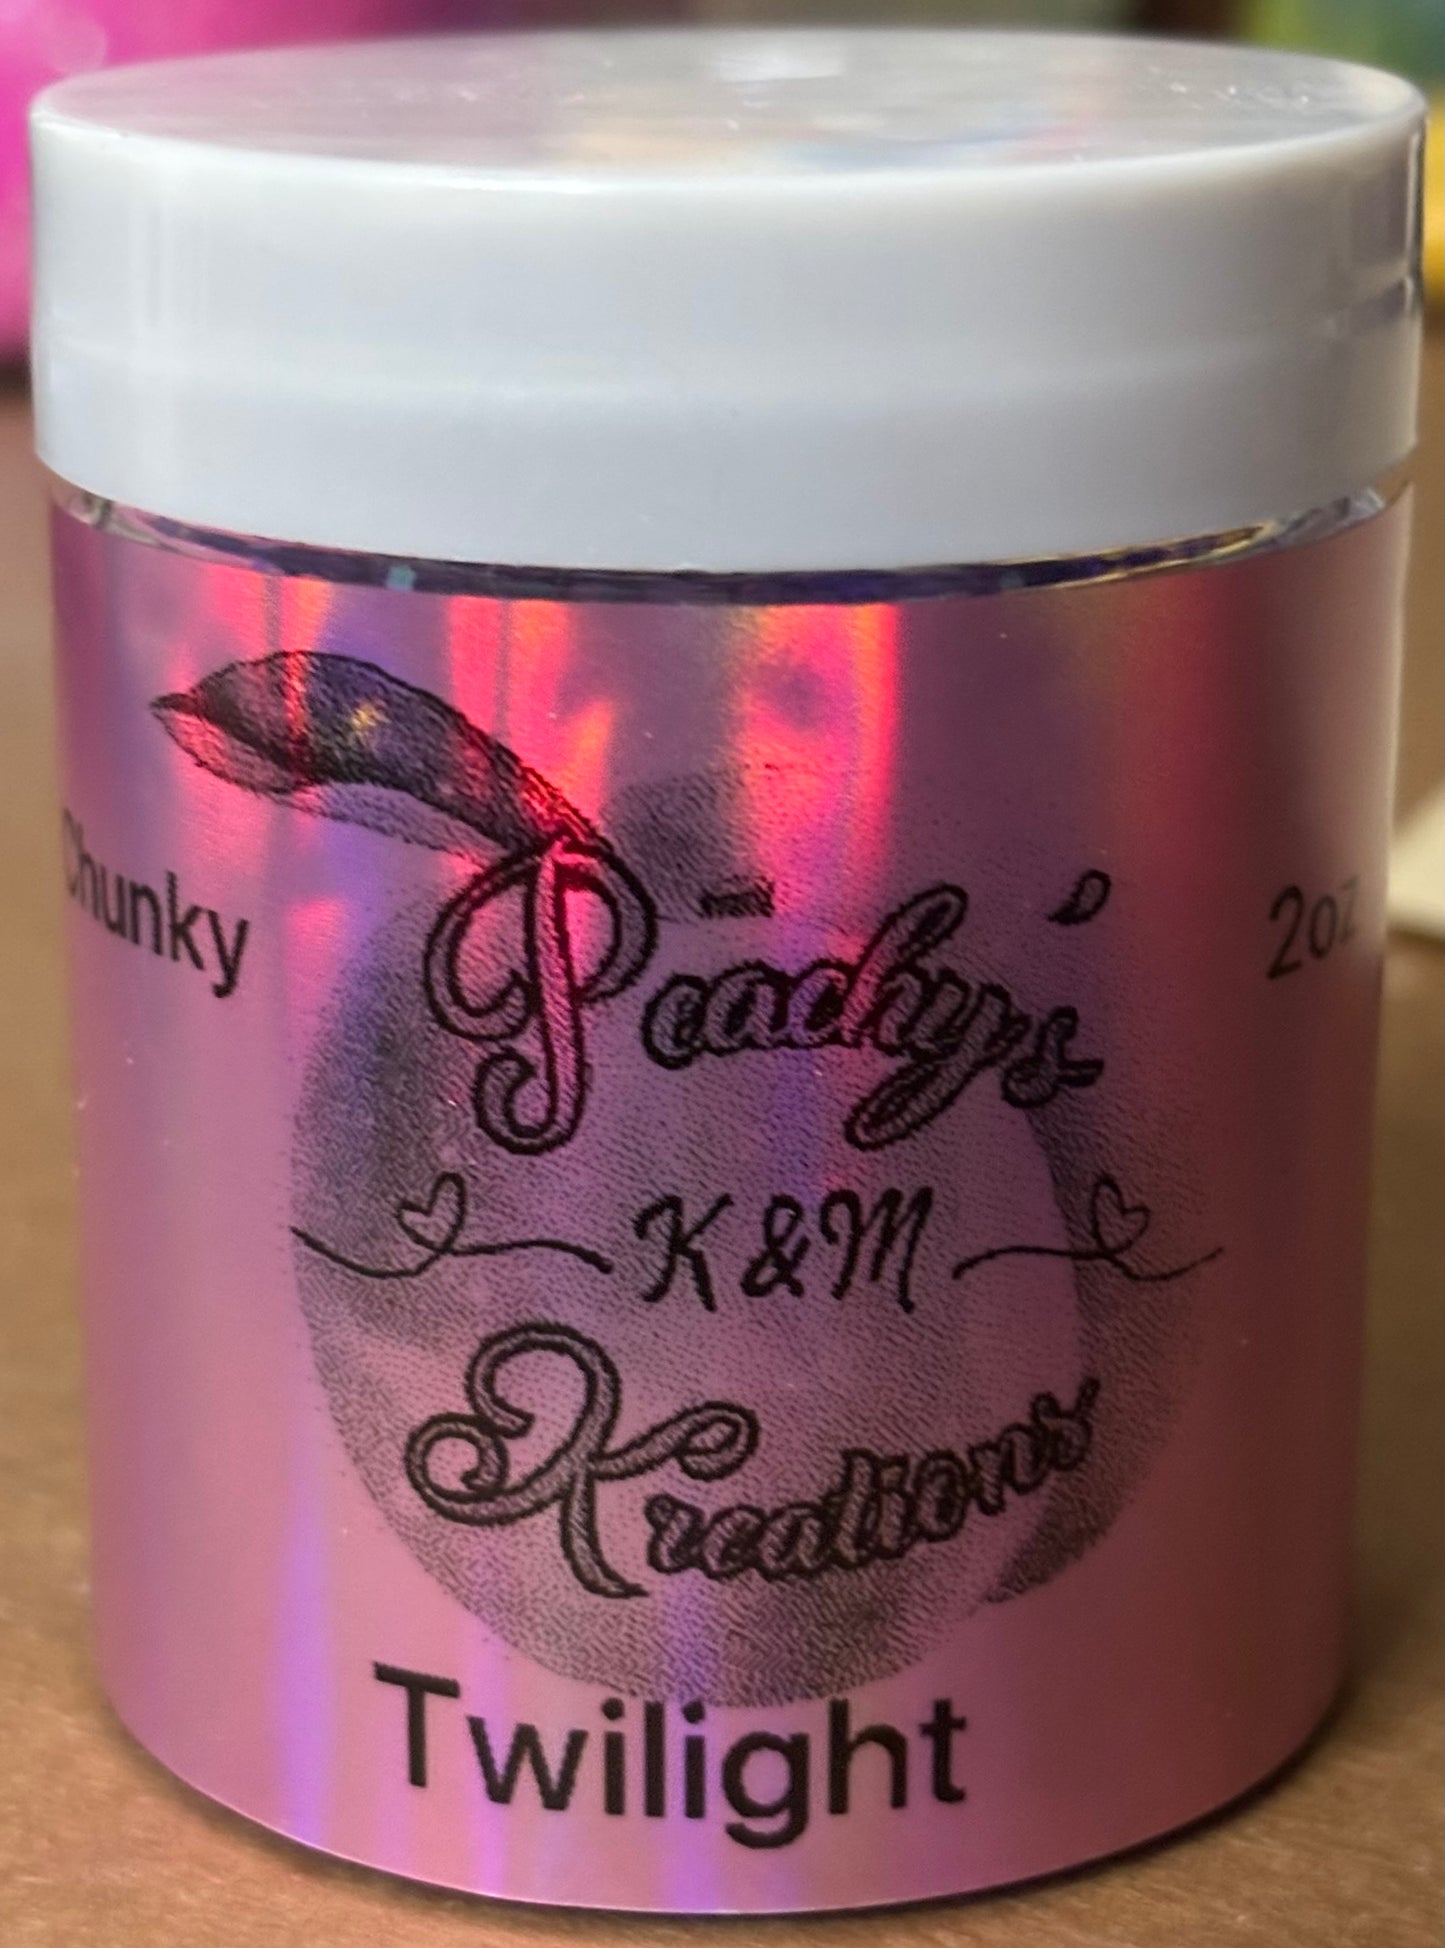 Chunky
2oz
Peachy's
K & M
Kreations
Twilight